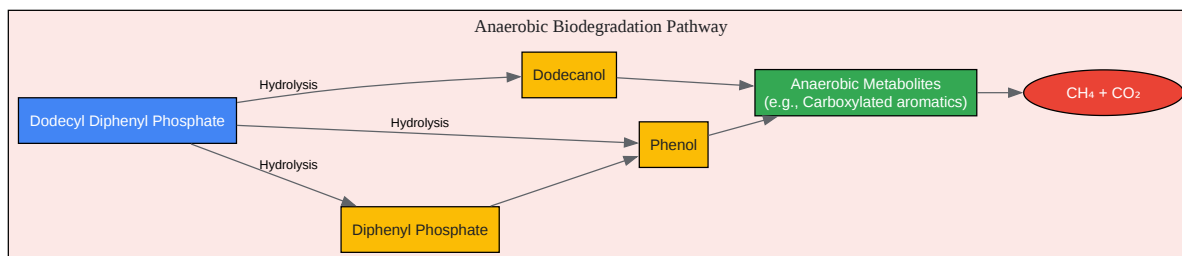 Anaerobic Biodegradation Pathway
Hydrolysis
Dodecanol
Anaerobic Metabolites
(e.g., Carboxylated aromatics)
CH₄ + CO₂
Dodecyl Diphenyl Phosphate
Hydrolysis
Phenol
Hydrolysis
Diphenyl Phosphate